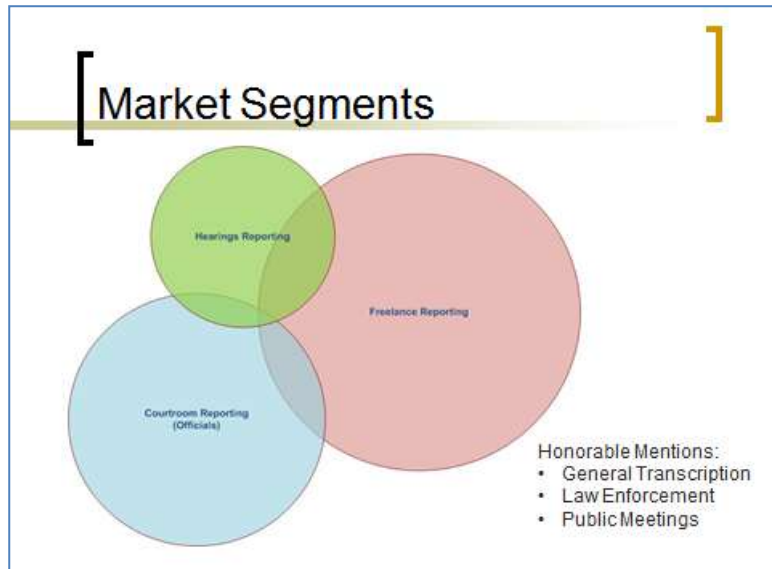 Market Segments
Hearings Reporting
Freelance Reporting
Courtroom Reporting
(Officials)
Honorable Mentions:
• General Transcription
• Law Enforcement
• Public Meetings